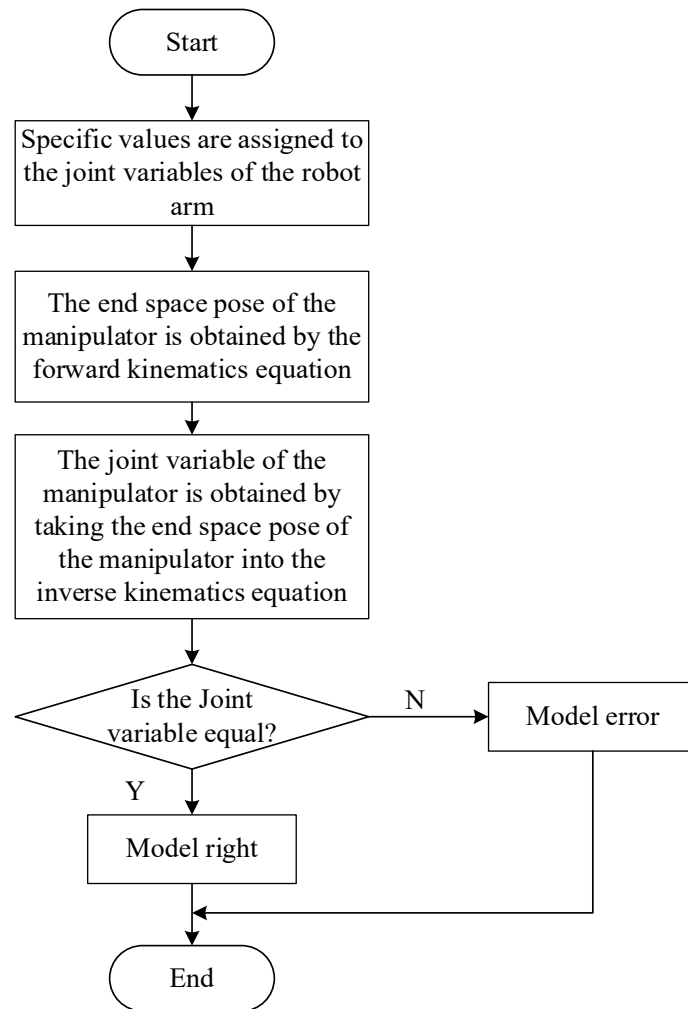 Start
Specific values are assigned to
the joint variables of the robot
arm
The end space pose of the
manipulator is obtained by the
forward kinematics equation
The joint variable of the
manipulator is obtained by
taking the end space pose of
the manipulator into the
inverse kinematics equation
Is the Joint
variable equal?
N
Model error
Y
Model right
End